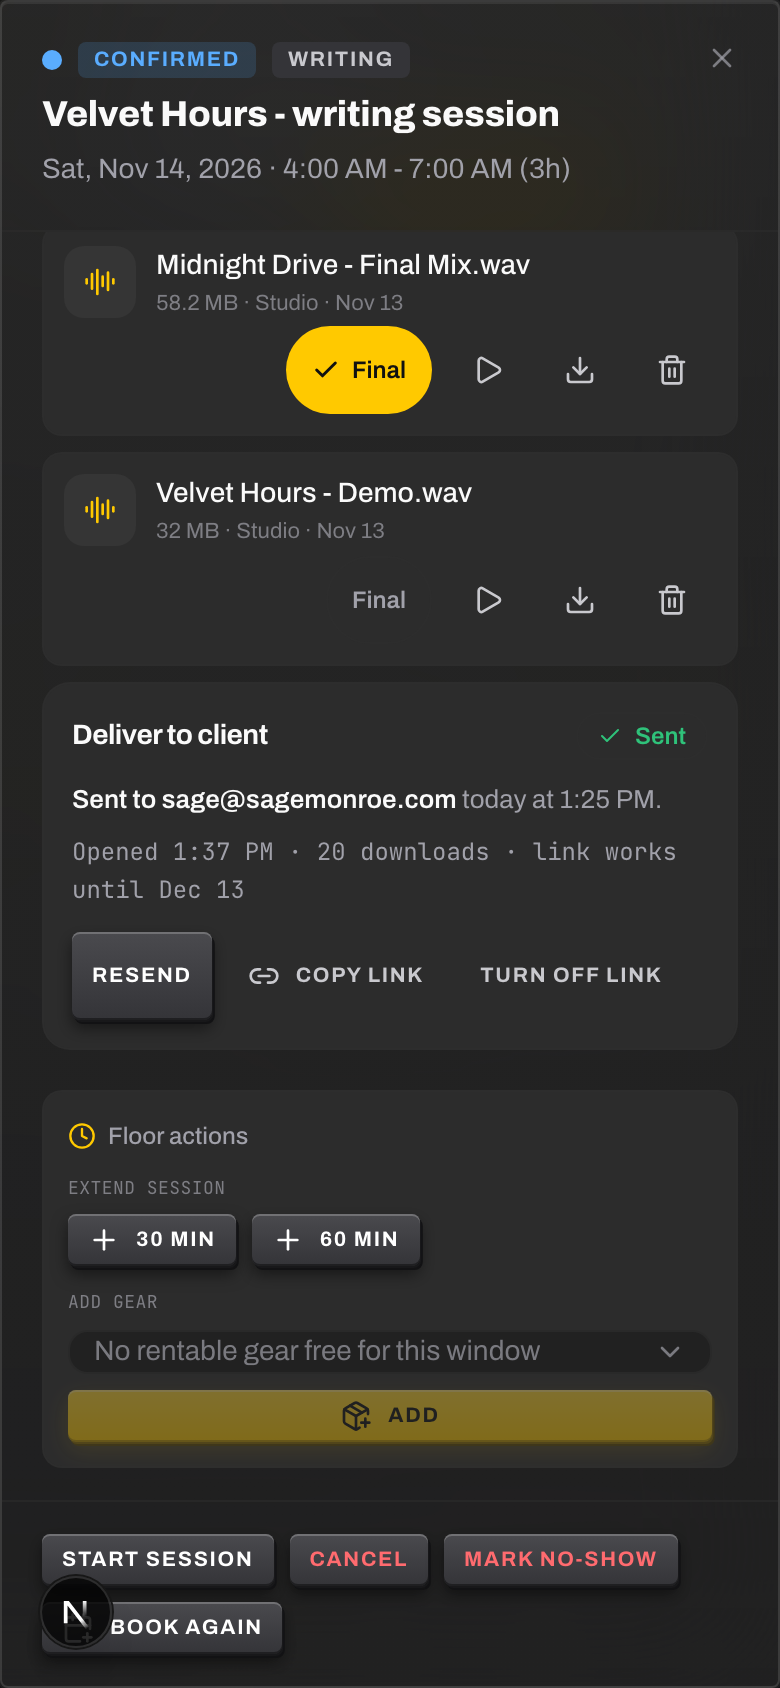 CONFIRMED
WRITING
Velvet Hours - writing session
Sat, Nov 14, 2026 · 4:00 AM - 7:00 AM (3h)
Midnight Drive - Final Mix.wav
58.2 MB · Studio · Nov 13
Final
Velvet Hours - Demo.wav
32 MB · Studio · Nov 13
Final
Deliver to client
Sent
Sent to sage@sagemonroe.com today at 1:25 PM.
Opened 1:37 PM · 20 downloads · link works
until Dec 13
RESEND
COPY LINK
TURN OFF LINK
Floor actions
EXTEND SESSION
30 MIN
60 MIN
ADD GEAR
No rentable gear free for this window
ADD
START SESSION
CANCEL
MARK NO-SHOW
N
BOOK AGAIN